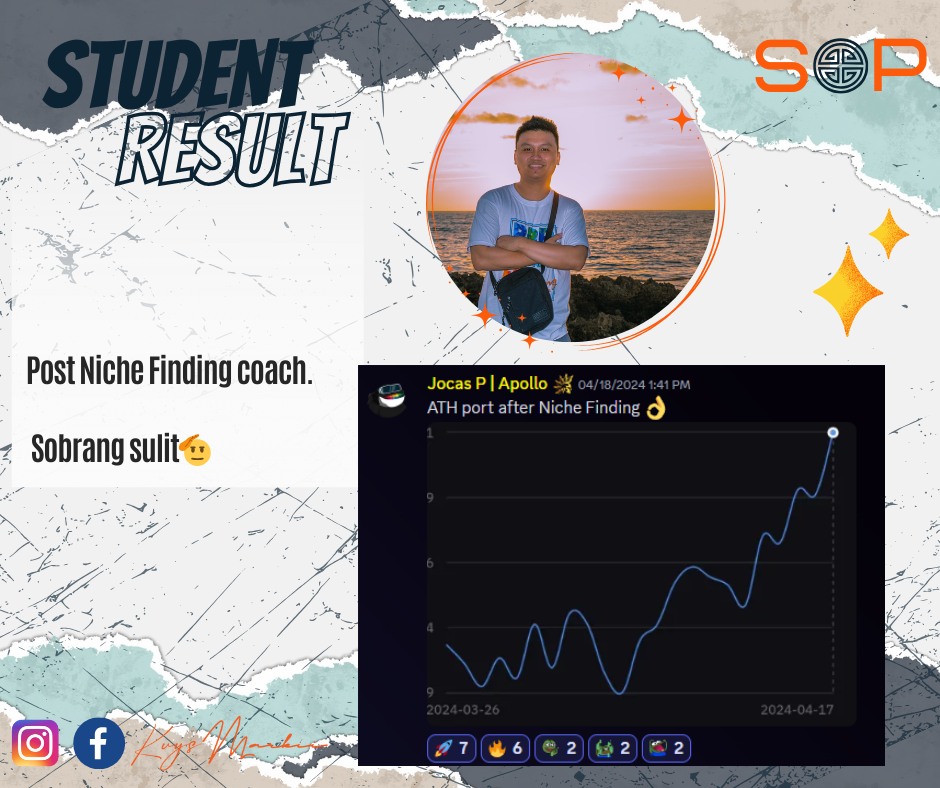 STUDENT
RESULT
SOP
Post Niche Finding coach.
Sobrang sulit
Jocas P | Apollo 04/18/2024 1:41 PM
ATH port after Niche Finding
1
9
6
4
9
2024-03-26 2024-04-17
7 6 2 2 2